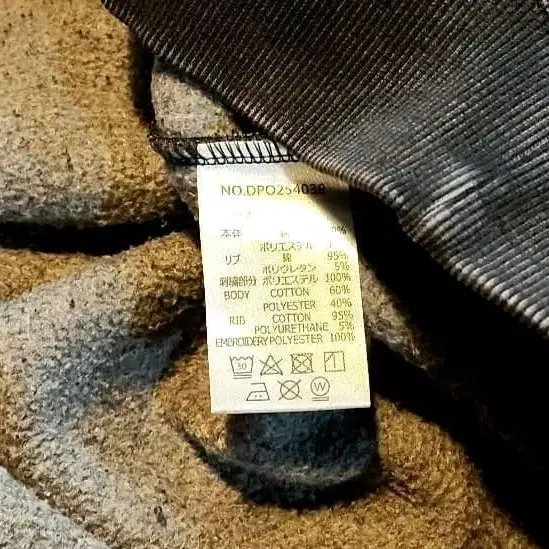 NO.DPO254038
本体 綿
ポリエステル
リブ 綿 95%
ポリウレタン 5%
刺繍部分 ポリエステル 100%
BODY COTTON 60%
POLYESTER 40%
RIB COTTON 95%
POLYURETHANE 5%
EMBROIDERY POLYESTER 100%
30
W